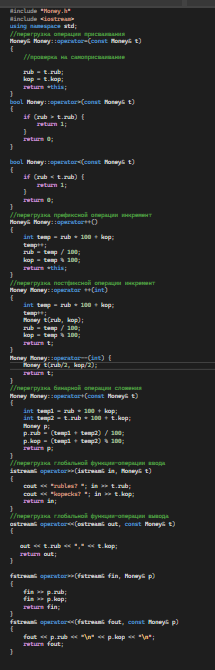 #include "Money.h"
#include <iostream>
using namespace std;
//перегрузка операции присваивания
Money& Money::operator=(const Money& t)
{
//проверка на самоприсваивание
rub = t.rub;
kop = t.kop;
return *this;
}
bool Money::operator>(const Money& t)
{
if (rub > t.rub) {
return 1;
}
return 0;
}
bool Money::operator<(const Money& t)
{
if (rub < t.rub) {
return 1;
}
return 0;
}
//перегрузка префиксной операции инкремент
Money& Money::operator++()
{
int temp = rub * 100 + kop;
temp++;
rub = temp / 100;
kop = temp % 100;
return *this;
}
//перегрузка постфиксной операции инкремент
Money Money::operator ++(int)
{
int temp = rub * 100 + kop;
temp++;
Money t(rub, kop);
rub = temp / 100;
kop = temp % 100;
return t;
}
Money Money::operator--(int) {
Money t(rub/2, kop/2);
return t;
}
//перегрузка бинарной операции сложения
Money Money::operator+(const Money& t)
{
int temp1 = rub * 100 + kop;
int temp2 = t.rub * 100 + t.kop;
Money p;
p.rub = (temp1 + temp2) / 100;
p.kop = (temp1 + temp2) % 100;
return p;
}
//перегрузка глобальной функции-операции ввода
istream& operator>>(istream& in, Money& t)
{
cout << "rubles? "; in >> t.rub;
cout << "kopecks? "; in >> t.kop;
return in;
}
//перегрузка глобальной функции-операции вывода
ostream& operator<<(ostream& out, const Money& t)
{
out << t.rub << "," << t.kop;
return out;
}
fstream& operator>>(fstream& fin, Money& p)
{
fin >> p.rub;
fin >> p.kop;
return fin;
}
fstream& operator<<(fstream& fout, const Money& p)
{
fout << p.rub << "\n" << p.kop << "\n";
return fout;
}